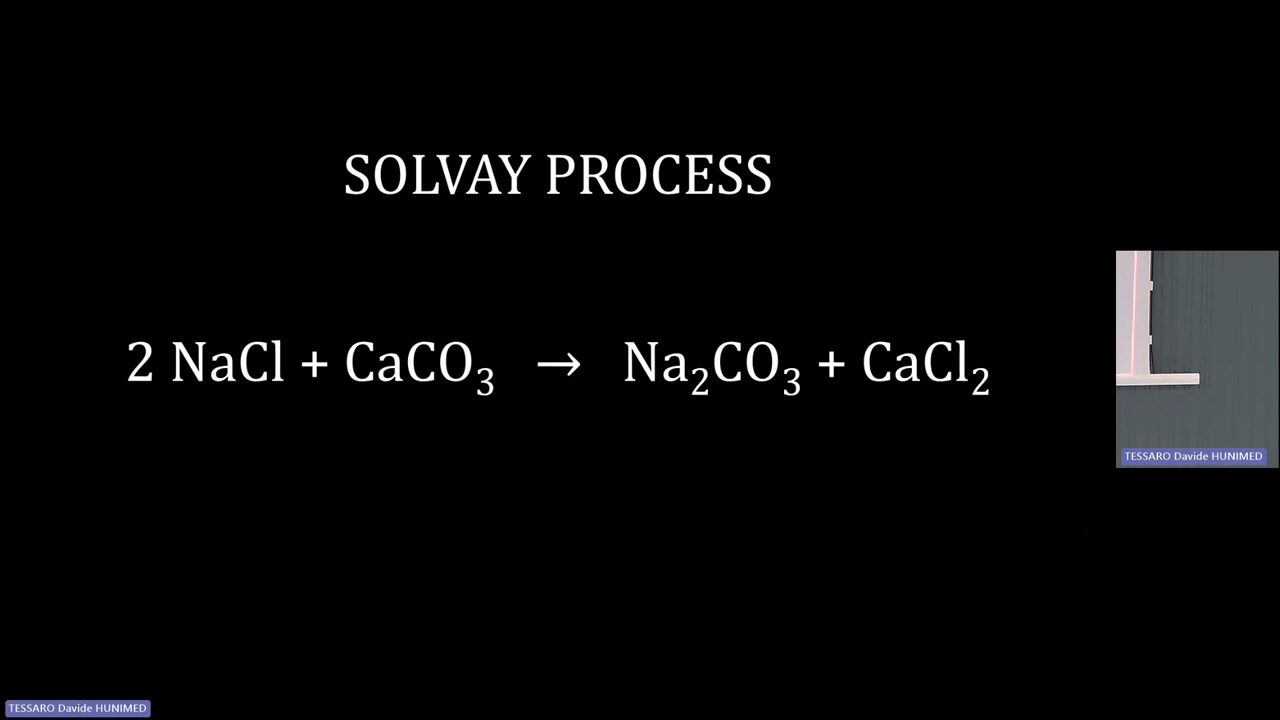 SOLVAY PROCESS
2 NaCl + CaCO₃ → Na₂CO₃ + CaCl₂
TESSARO Davide HUNIMED
TESSARO Davide HUNIMED